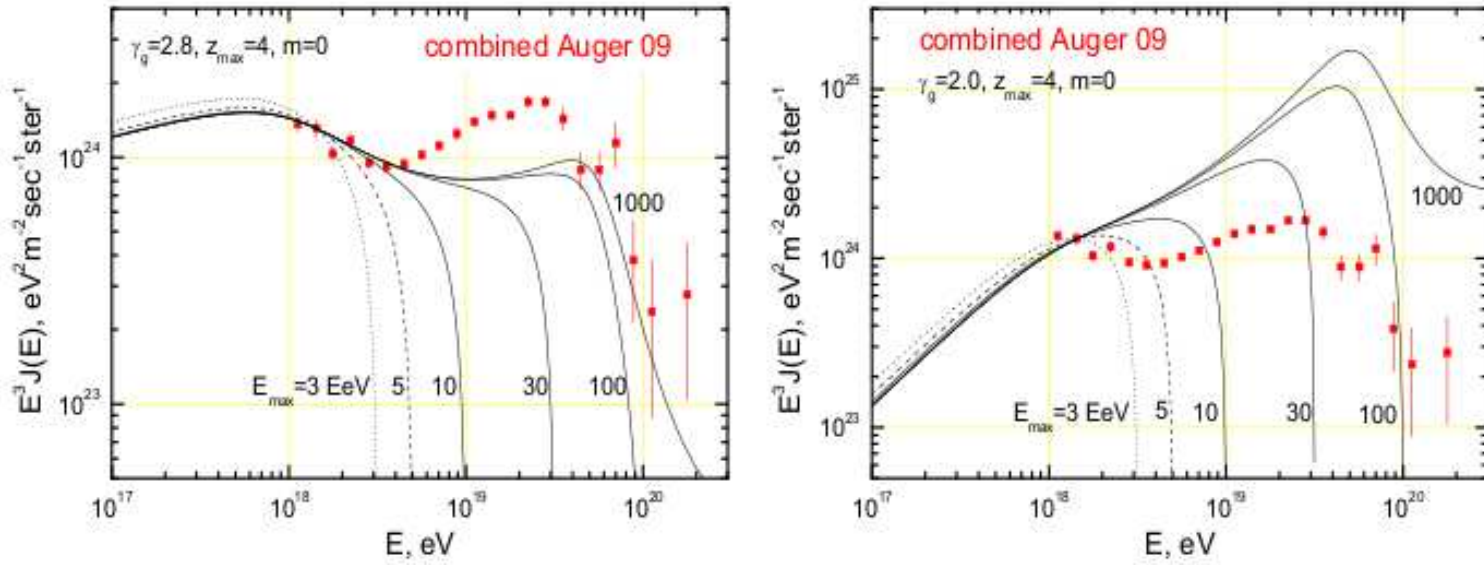 γg=2.8, zmax=4, m=0
combined Auger 09
E³ J(E), eV²m⁻²sec⁻¹ster⁻¹
10²⁴
10²³
1000
Emax=3 EeV 5 10 30 100
10¹⁷ 10¹⁸ 10¹⁹ 10²⁰
E, eV
combined Auger 09
γg=2.0, zmax=4, m=0
E³ J(E), eV²m⁻²sec⁻¹ster⁻¹
10²⁵
10²⁴
10²³
1000
Emax=3 EeV 5 10 30 100
10¹⁷ 10¹⁸ 10¹⁹ 10²⁰
E, eV